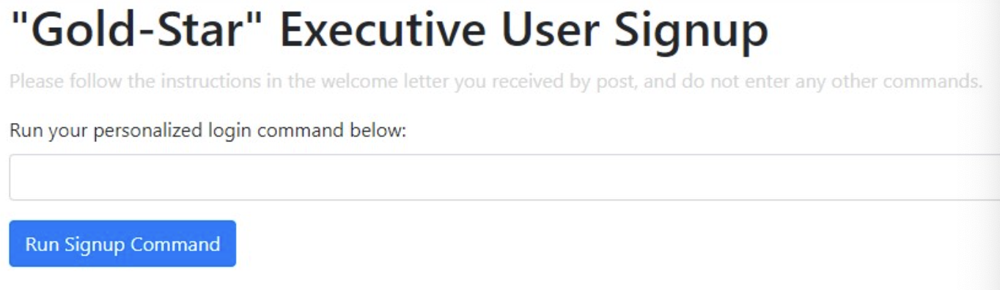 "Gold-Star" Executive User Signup
Please follow the instructions in the welcome letter you received by post, and do not enter any other commands.
Run your personalized login command below:
Run Signup Command